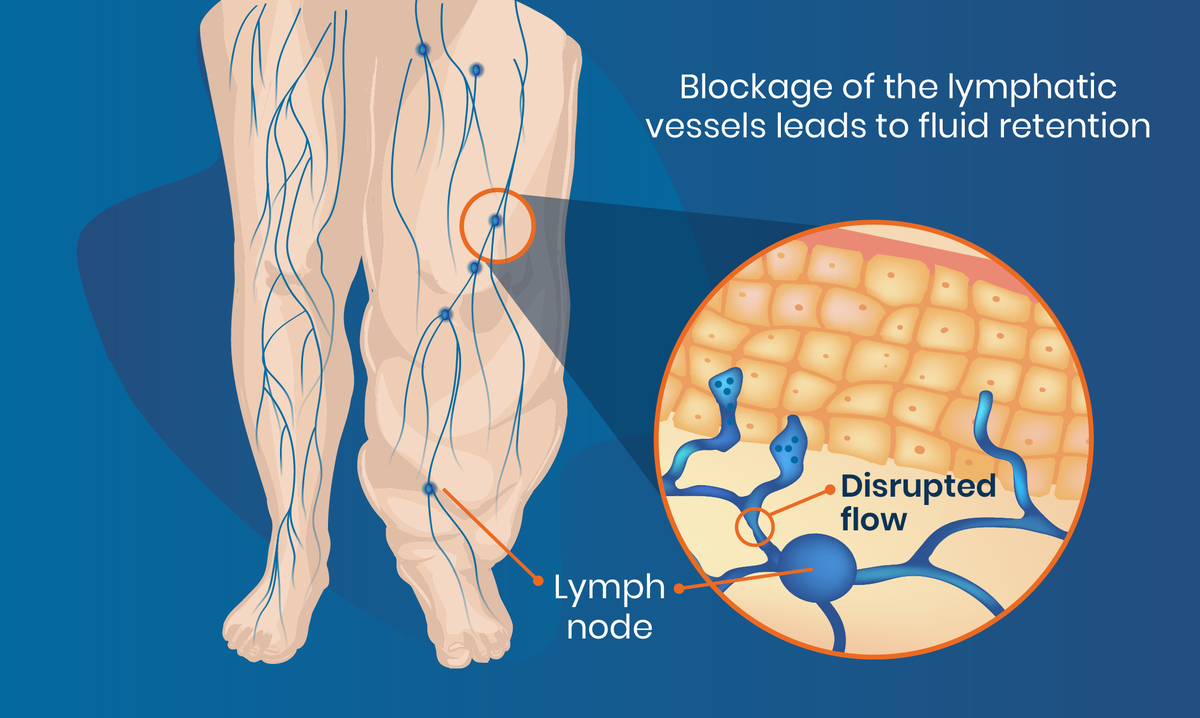 Blockage of the lymphatic
vessels leads to fluid retention
Disrupted
flow
Lymph
node